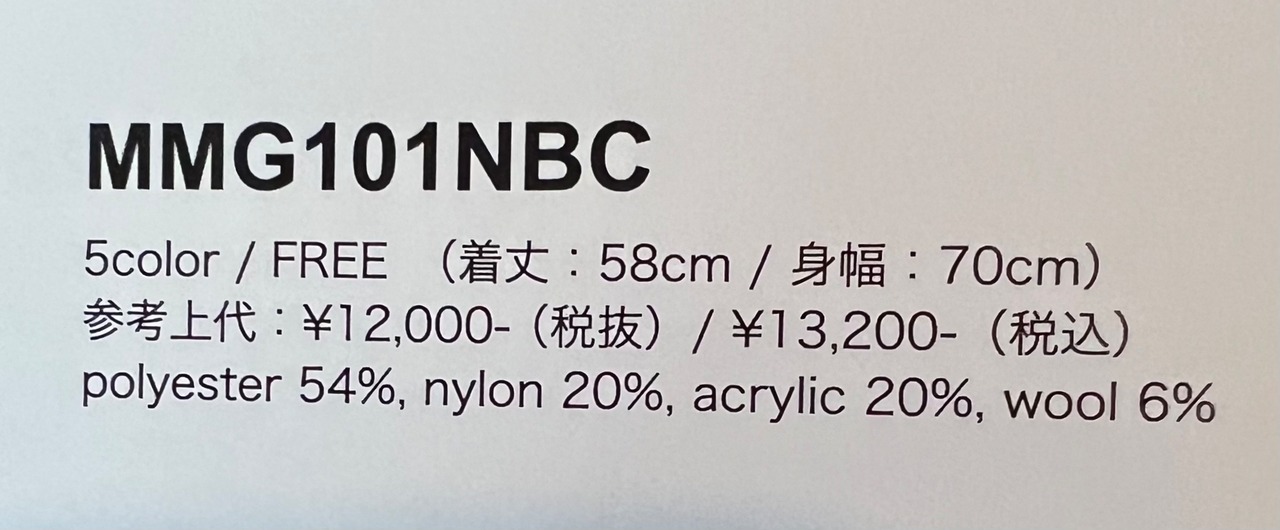 MMG101NBC
5color / FREE （着丈：58cm / 身幅：70cm）
参考上代：¥12,000-（税抜）/ ¥13,200-（税込）
polyester 54%, nylon 20%, acrylic 20%, wool 6%